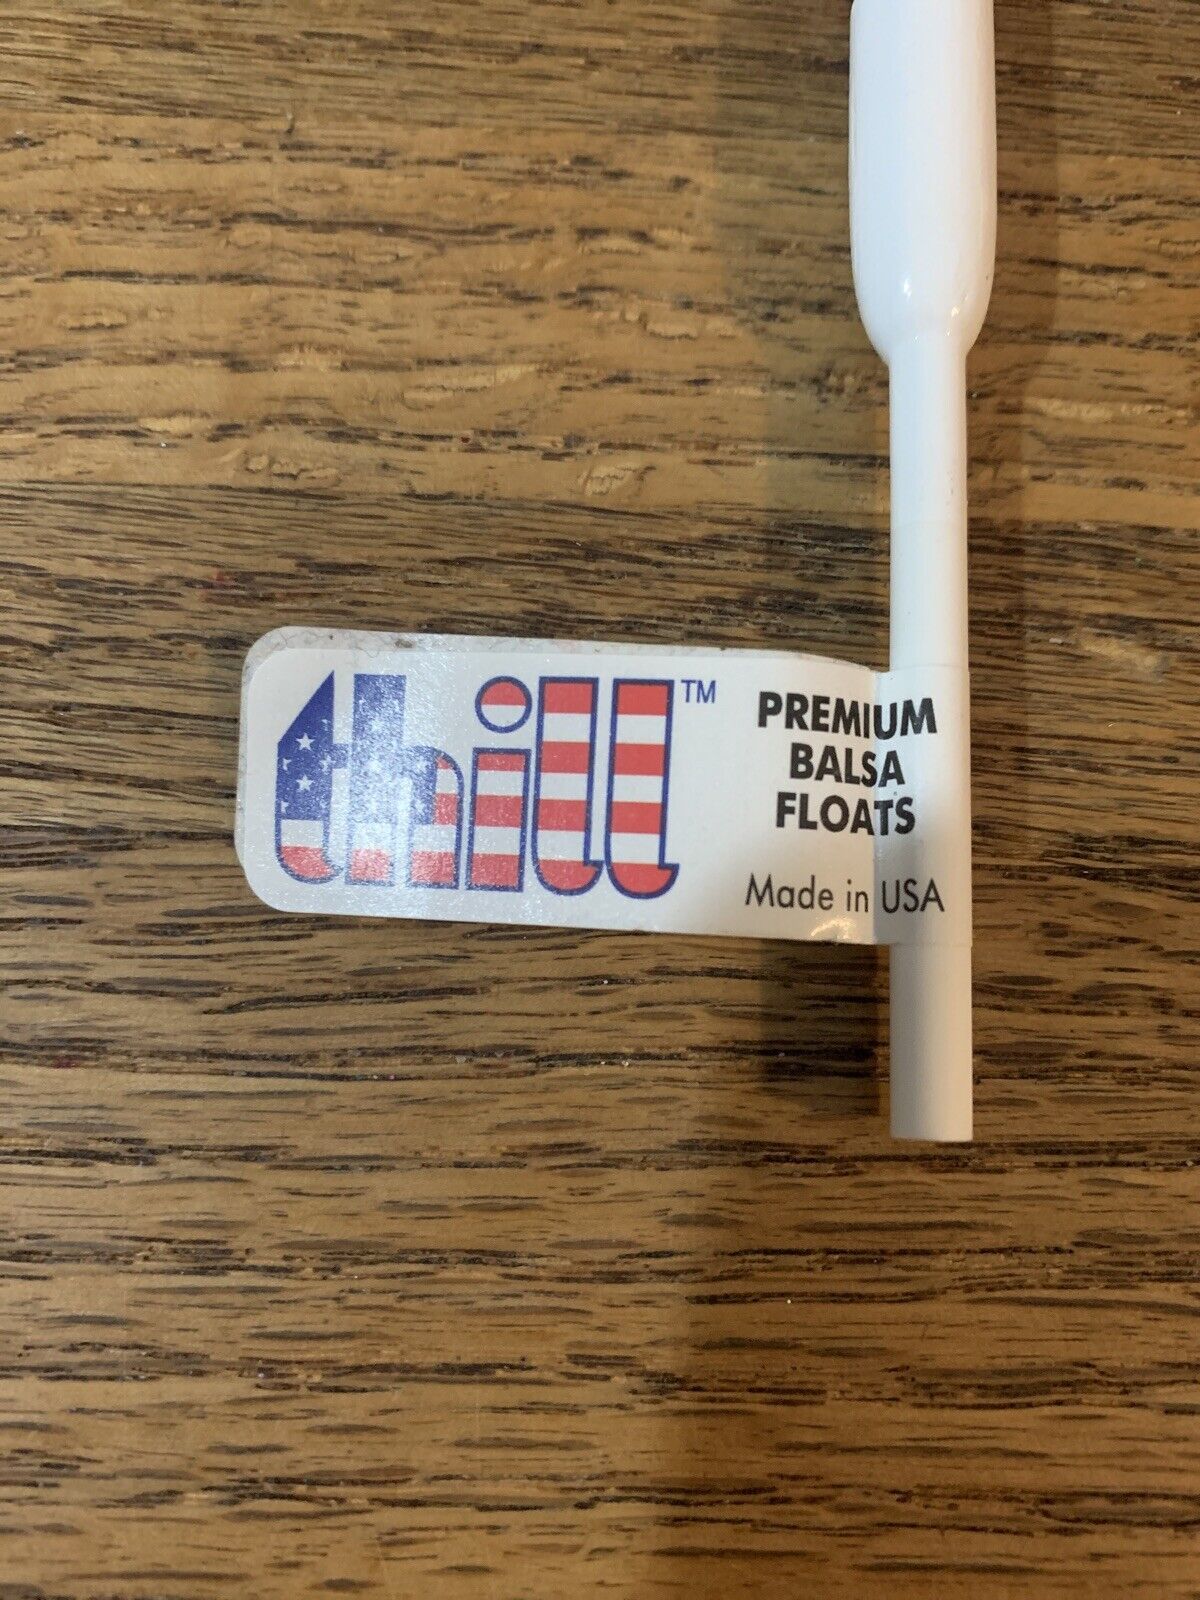 thill™
PREMIUM
BALSA
FLOATS
Made in USA